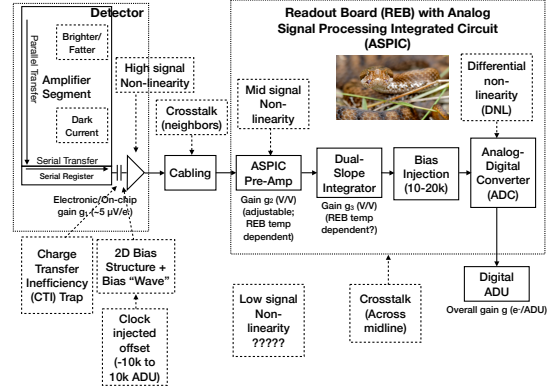 Detector
Parallel Transfer
Brighter/
Fatter
Amplifier
Segment
Dark
Current
Serial Transfer
Serial Register
Electronic/On-chip
gain g₁ (~5 μV/e-)
High signal
Non-linearity
Crosstalk
(neighbors)
Cabling
Charge
Transfer
Inefficiency
(CTI) Trap
2D Bias
Structure +
Bias “Wave”
Clock
injected
offset
(-10k to
10k ADU)
Readout Board (REB) with Analog
Signal Processing Integrated Circuit
(ASPIC)
Mid signal
Non-
linearity
ASPIC
Pre-Amp
Gain g₂ (V/V)
(adjustable;
REB temp
dependent)
Dual-
Slope
Integrator
Gain g₃ (V/V)
(REB temp
dependent?)
Bias
Injection
(10-20k)
Differential
non-
linearity
(DNL)
Analog-
Digital
Converter
(ADC)
Digital
ADU
Overall gain g (e-/ADU)
Low signal
Non-
linearity
?????
Crosstalk
(Across
midline)